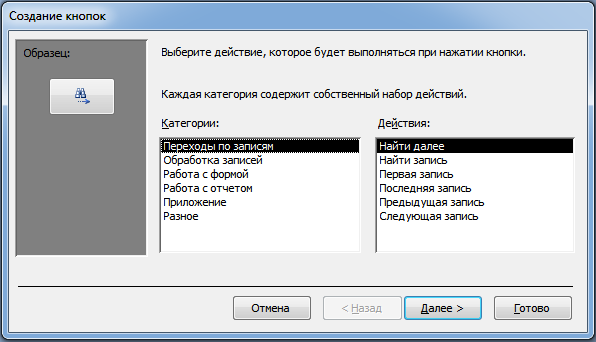 Создание кнопок
Образец:
Выберите действие, которое будет выполняться при нажатии кнопки.
Каждая категория содержит собственный набор действий.
Категории:
Переходы по записям
Обработка записей
Работа с формой
Работа с отчетом
Приложение
Разное
Действия:
Найти далее
Найти запись
Первая запись
Последняя запись
Предыдущая запись
Следующая запись
Отмена
< Назад
Далее >
Готово